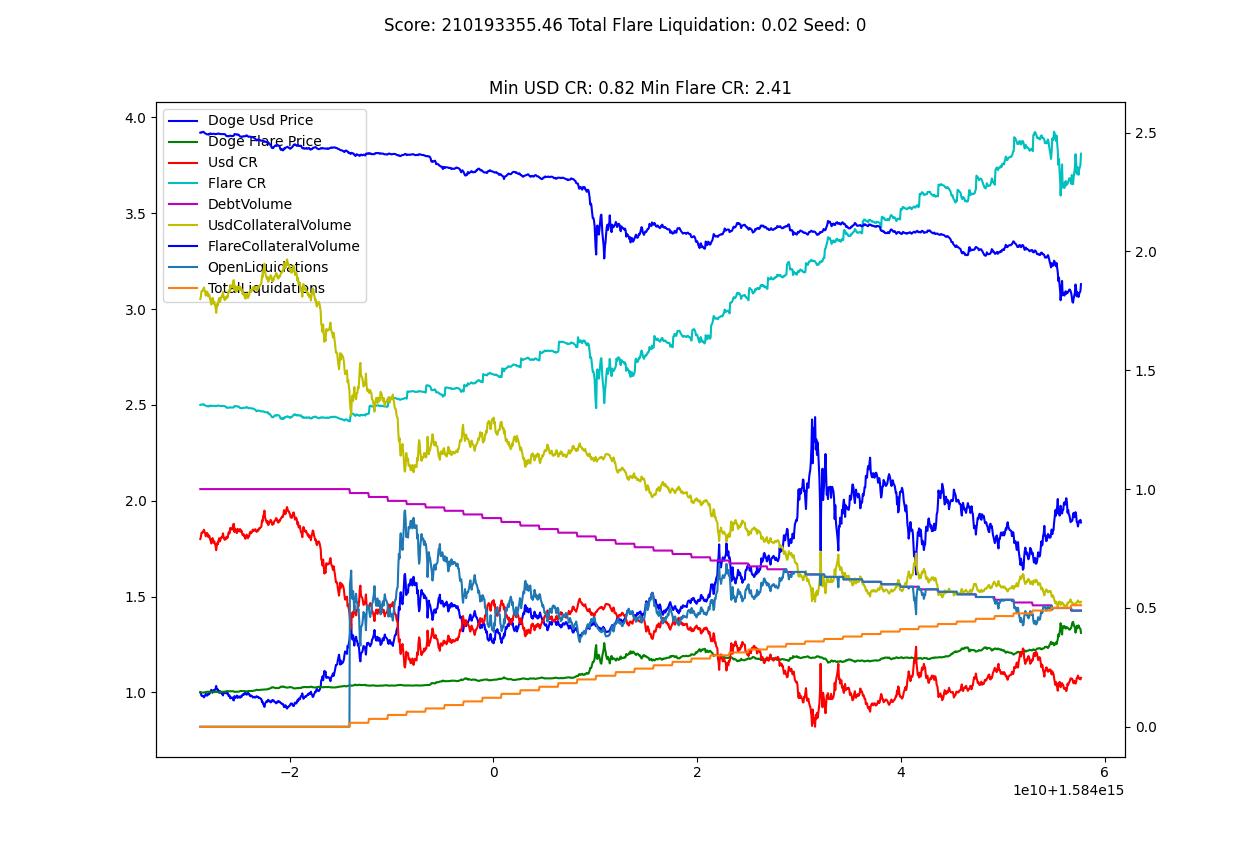 Score: 210193355.46 Total Flare Liquidation: 0.02 Seed: 0
Min USD CR: 0.82 Min Flare CR: 2.41
Doge Usd Price
Doge Flare Price
Usd CR
Flare CR
DebtVolume
UsdCollateralVolume
FlareCollateralVolume
OpenLiquidations
TotalLiquidations
4.0
3.5
3.0
2.5
2.0
1.5
1.0
2.5
2.0
1.5
1.0
0.5
0.0
−2
0
2
4
6
1e10+1.584e15